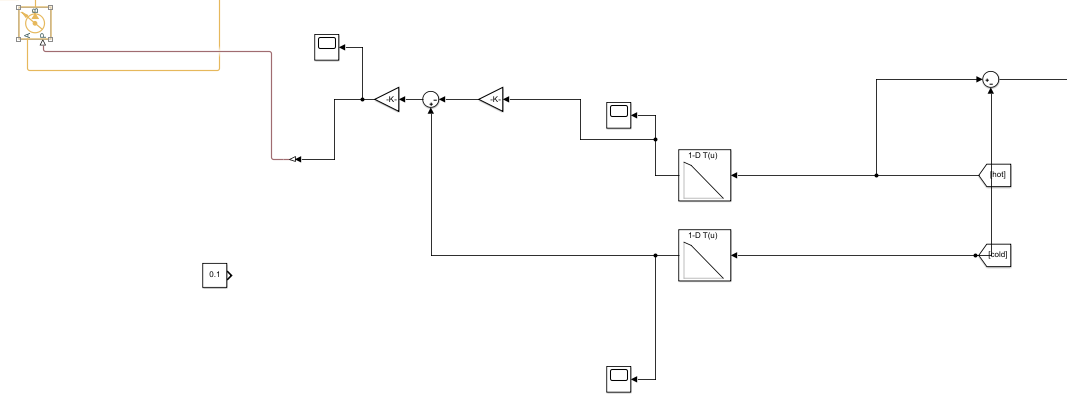 B
A
P
-K-
-K-
1-D T(u)
[hot]
1-D T(u)
[cold]
0.1